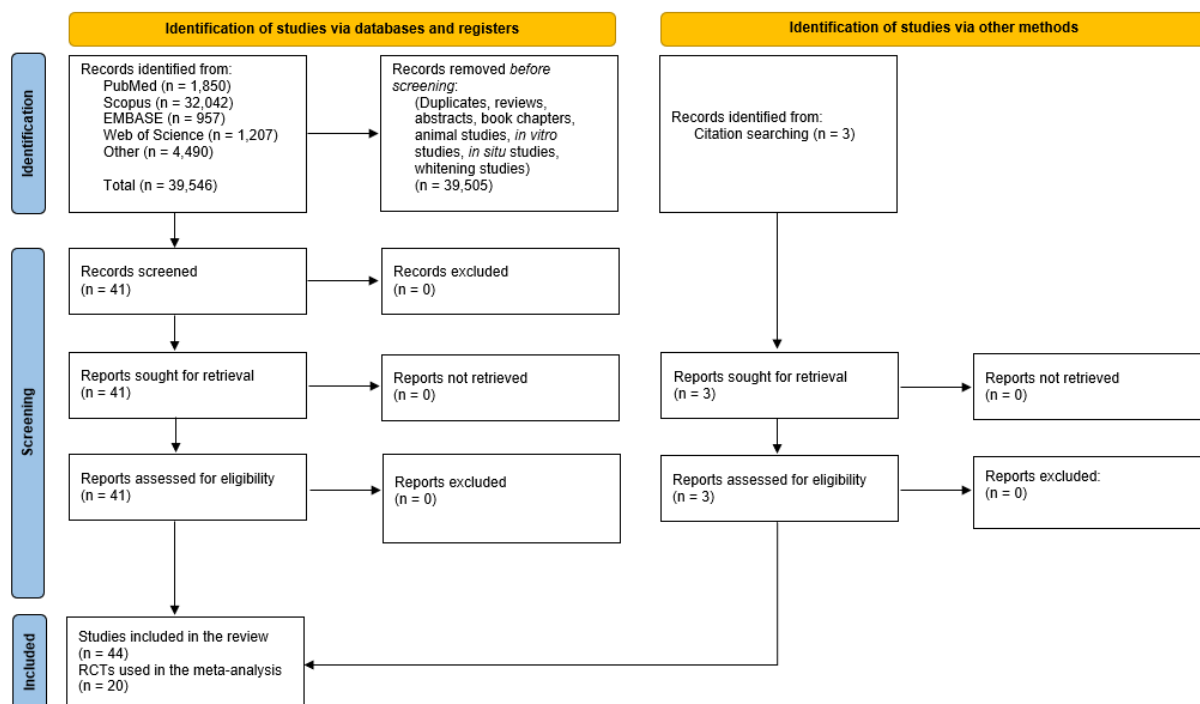 Identification of studies via databases and registers
Identification of studies via other methods
Identification
Records identified from:
PubMed (n = 1,850)
Scopus (n = 32,042)
EMBASE (n = 957)
Web of Science (n = 1,207)
Other (n = 4,490)
Total (n = 39,546)
Records removed before
screening:
(Duplicates, reviews,
abstracts, book chapters,
animal studies, in vitro
studies, in situ studies,
whitening studies)
(n = 39,505)
Records identified from:
Citation searching (n = 3)
Screening
Records screened
(n = 41)
Records excluded
(n = 0)
Reports sought for retrieval
(n = 41)
Reports not retrieved
(n = 0)
Reports sought for retrieval
(n = 3)
Reports not retrieved
(n = 0)
Reports assessed for eligibility
(n = 41)
Reports excluded
(n = 0)
Reports assessed for eligibility
(n = 3)
Reports excluded:
(n = 0)
Included
Studies included in the review
(n = 44)
RCTs used in the meta-analysis
(n = 20)